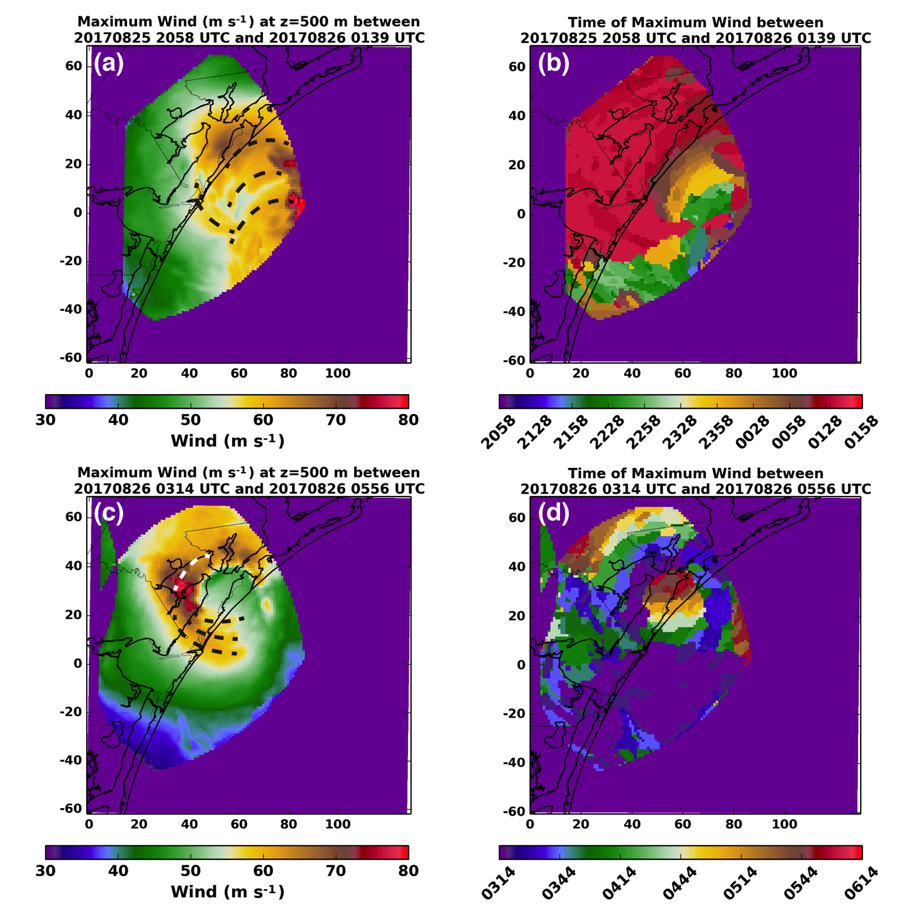 Maximum Wind (m s⁻¹) at z=500 m between
20170825 2058 UTC and 20170826 0139 UTC
(a)
60
40
20
0
-20
-40
-60
0 20 40 60 80 100
30 40 50 60 70 80
Wind (m s⁻¹)
Time of Maximum Wind between
20170825 2058 UTC and 20170826 0139 UTC
(b)
60
40
20
0
-20
-40
-60
0 20 40 60 80 100
2058 2128 2158 2228 2258 2328 2358 0028 0058 0128 0158
Maximum Wind (m s⁻¹) at z=500 m between
20170826 0314 UTC and 20170826 0556 UTC
(c)
60
40
20
0
-20
-40
-60
0 20 40 60 80 100
30 40 50 60 70 80
Wind (m s⁻¹)
Time of Maximum Wind between
20170826 0314 UTC and 20170826 0556 UTC
(d)
60
40
20
0
-20
-40
-60
0 20 40 60 80 100
0314 0344 0414 0444 0514 0544 0614